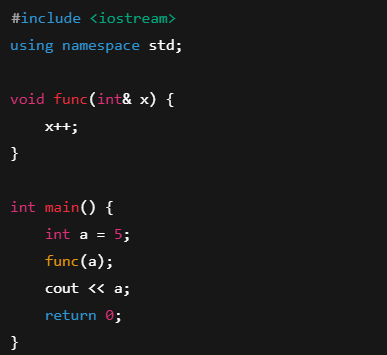 #include <iostream>
using namespace std;
void func(int& x) {
x++;
}
int main() {
int a = 5;
func(a);
cout << a;
return 0;
}